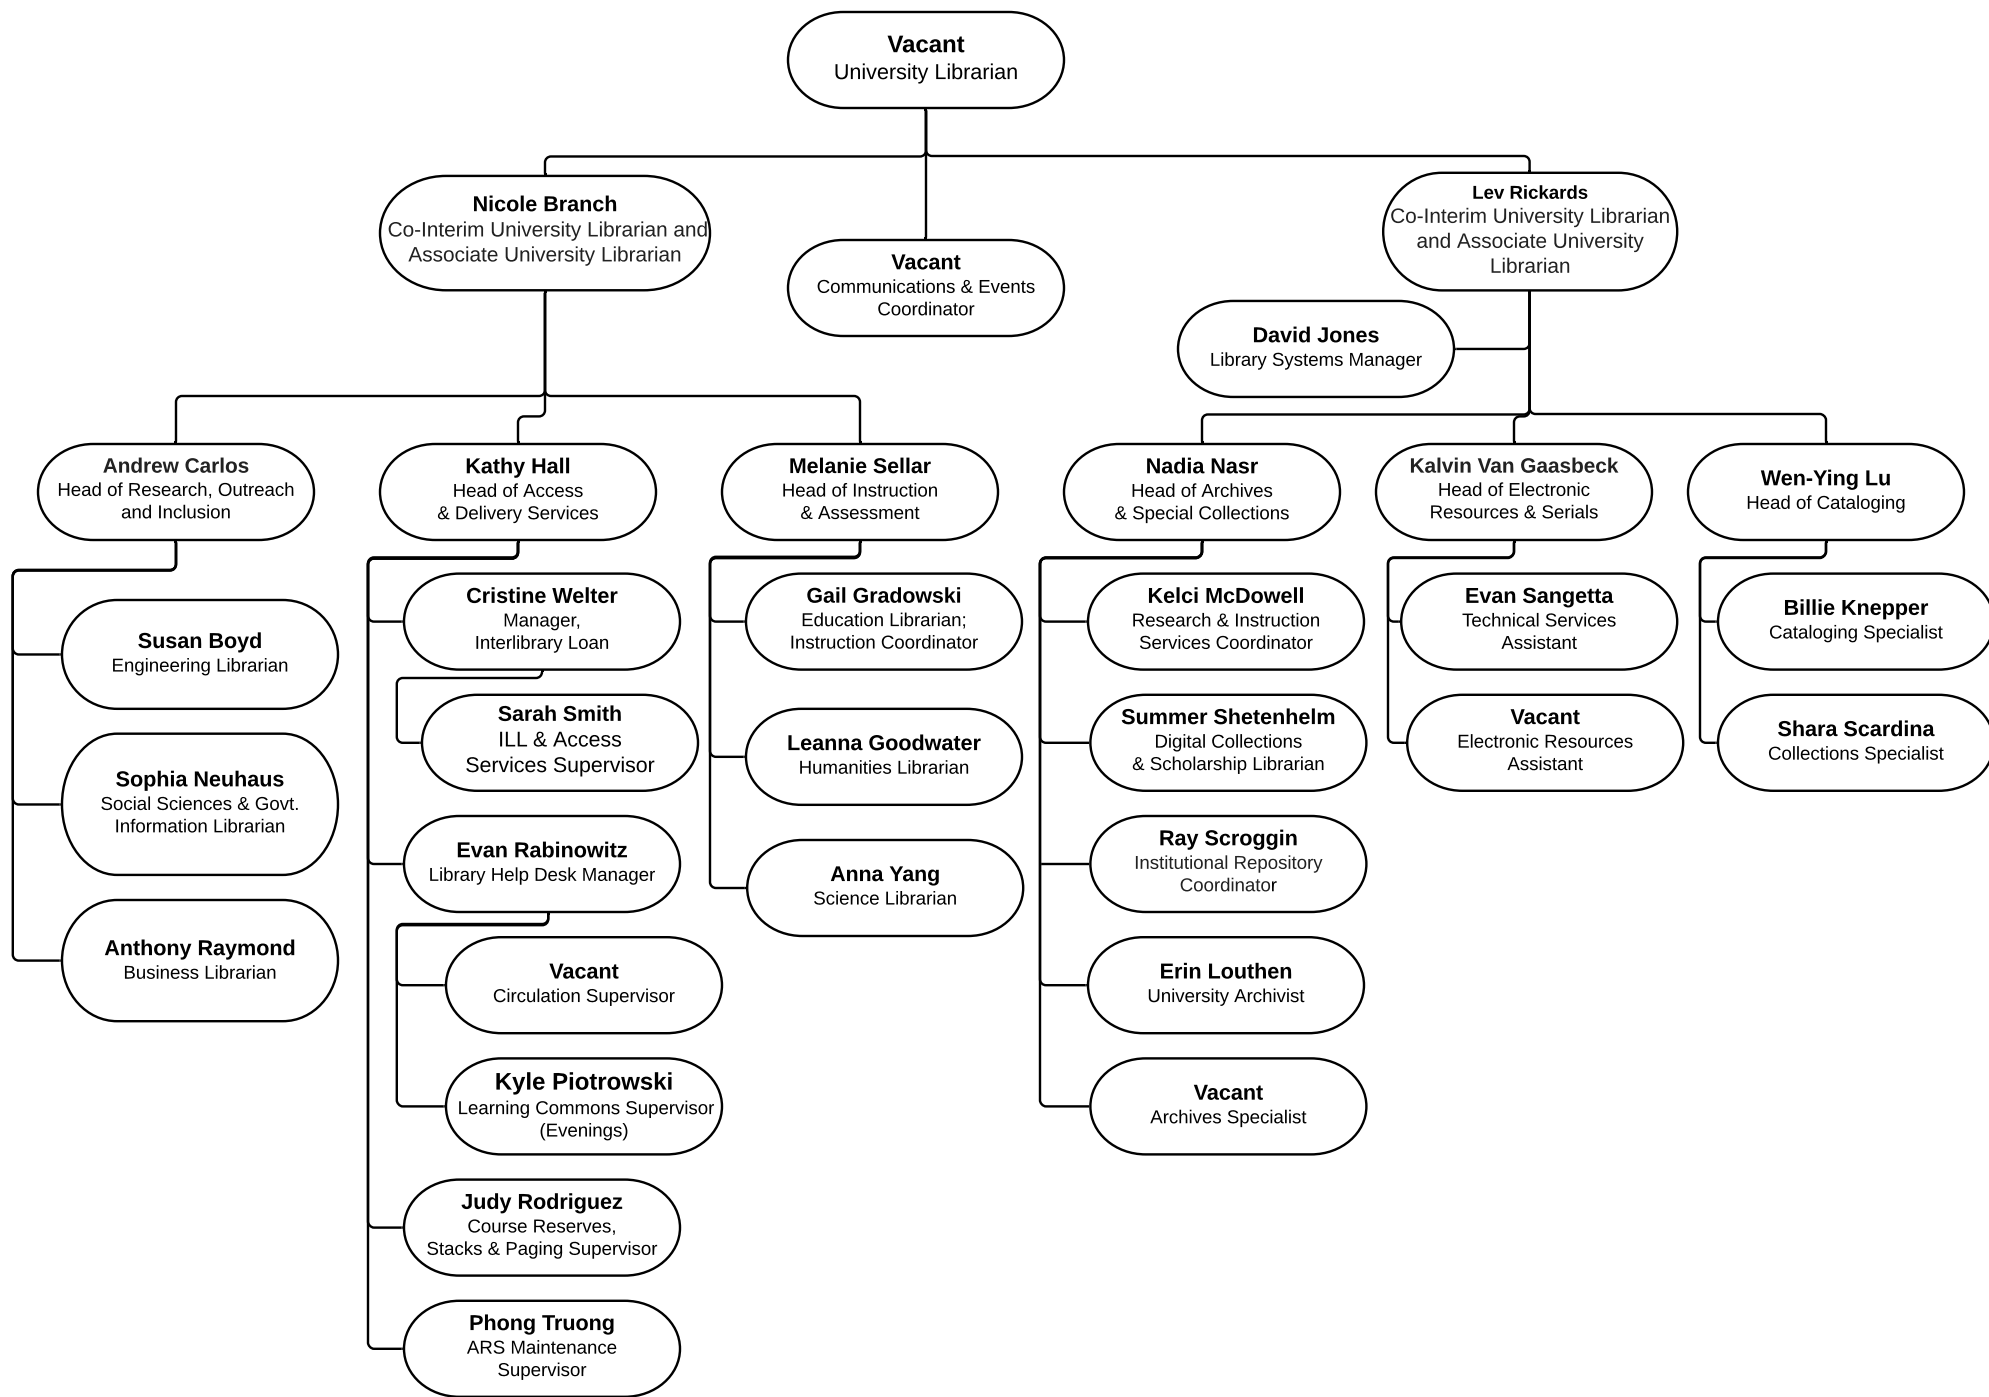 Vacant
University Librarian
Nicole Branch
Co-Interim University Librarian and
Associate University Librarian
Vacant
Communications & Events
Coordinator
Lev Rickards
Co-Interim University Librarian
and Associate University
Librarian
David Jones
Library Systems Manager
Andrew Carlos
Head of Research, Outreach
and Inclusion
Susan Boyd
Engineering Librarian
Sophia Neuhaus
Social Sciences & Govt.
Information Librarian
Anthony Raymond
Business Librarian
Kathy Hall
Head of Access
& Delivery Services
Cristine Welter
Manager,
Interlibrary Loan
Sarah Smith
ILL & Access
Services Supervisor
Evan Rabinowitz
Library Help Desk Manager
Vacant
Circulation Supervisor
Kyle Piotrowski
Learning Commons Supervisor
(Evenings)
Judy Rodriguez
Course Reserves,
Stacks & Paging Supervisor
Phong Truong
ARS Maintenance
Supervisor
Melanie Sellar
Head of Instruction
& Assessment
Gail Gradowski
Education Librarian;
Instruction Coordinator
Leanna Goodwater
Humanities Librarian
Anna Yang
Science Librarian
Nadia Nasr
Head of Archives
& Special Collections
Kelci McDowell
Research & Instruction
Services Coordinator
Summer Shetenhelm
Digital Collections
& Scholarship Librarian
Ray Scroggin
Institutional Repository
Coordinator
Erin Louthen
University Archivist
Vacant
Archives Specialist
Kalvin Van Gaasbeck
Head of Electronic
Resources & Serials
Evan Sangetta
Technical Services
Assistant
Vacant
Electronic Resources
Assistant
Wen-Ying Lu
Head of Cataloging
Billie Knepper
Cataloging Specialist
Shara Scardina
Collections Specialist